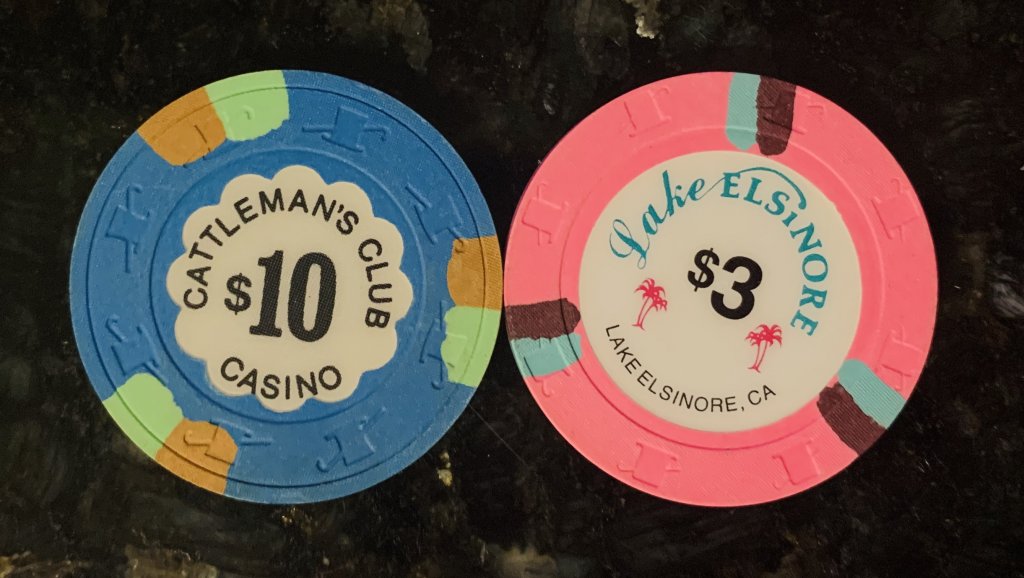 CATTLEMAN'S CLUB
$10
CASINO
Lake ELSiNORE
$3
LAKE ELSINORE, CA